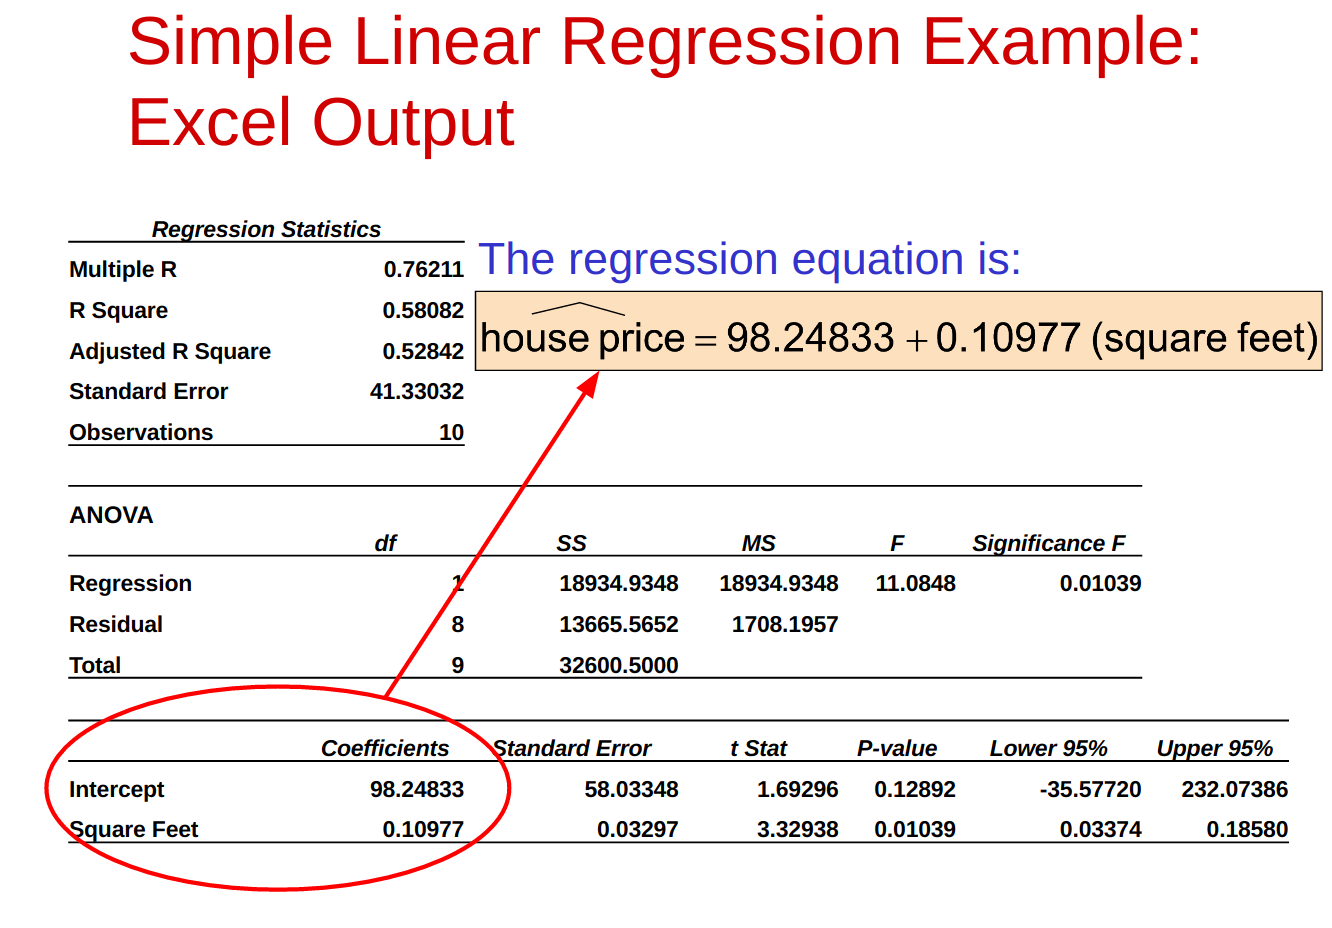 Simple Linear Regression Example:
Excel Output
Regression Statistics
Multiple R 0.76211
R Square 0.58082
Adjusted R Square 0.52842
Standard Error 41.33032
Observations 10
The regression equation is:
house price = 98.24833 + 0.10977 (square feet)
ANOVA
df SS MS F Significance F
Regression 1 18934.9348 18934.9348 11.0848 0.01039
Residual 8 13665.5652 1708.1957
Total 9 32600.5000
Coefficients Standard Error t Stat P-value Lower 95% Upper 95%
Intercept 98.24833 58.03348 1.69296 0.12892 -35.57720 232.07386
Square Feet 0.10977 0.03297 3.32938 0.01039 0.03374 0.18580